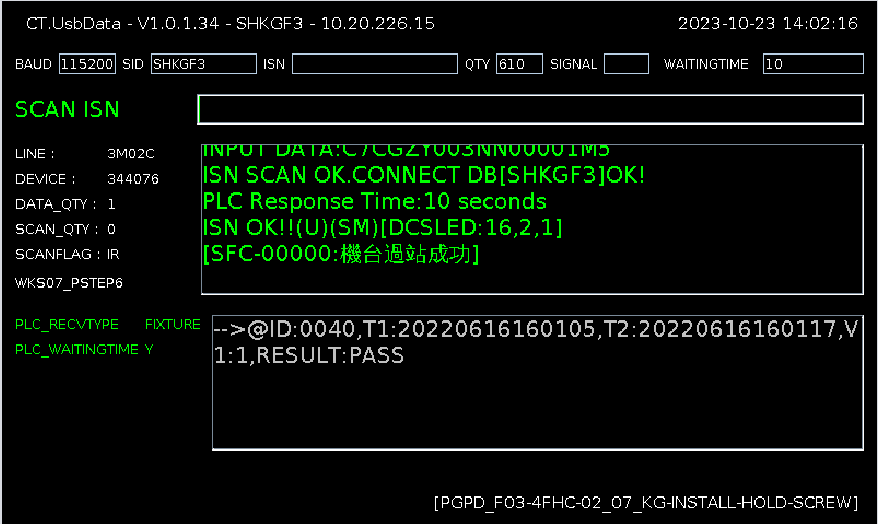 CT.UsbData - V1.0.1.34 - SHKGF3 - 10.20.226.15 2023-10-23 14:02:16
BAUD 115200 SID SHKGF3 ISN QTY 610 SIGNAL WAITINGTIME 10
SCAN ISN
LINE : 3M02C
DEVICE : 344076
DATA_QTY : 1
SCAN_QTY : 0
SCANFLAG : IR
WKS07_PSTEP6
INPUT DATA:C7CGZY003NN00001M5
ISN SCAN OK.CONNECT DB[SHKGF3]OK!
PLC Response Time:10 seconds
ISN OK!!(U)(SM)[DCSLED:16,2,1]
[SFC-00000:機台過站成功]
PLC_RECVTYPE FIXTURE
PLC_WAITINGTIME Y
-->@ID:0040,T1:20220616160105,T2:20220616160117,V
1:1,RESULT:PASS
[PGPD_F03-4FHC-02_07_KG-INSTALL-HOLD-SCREW]